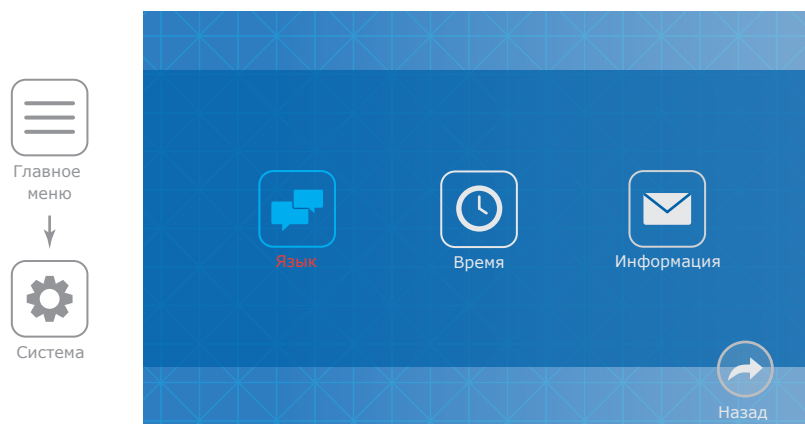 Главное
меню
Система
Язык
Время
Информация
Назад